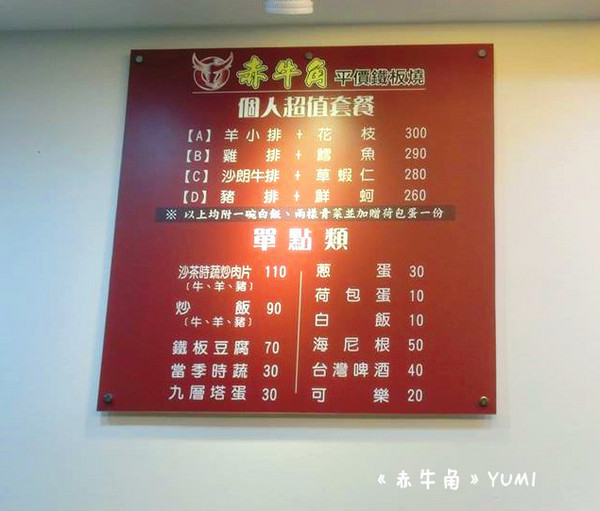 赤牛角 平價鐵板燒
個人超值套餐
【A】羊小排 + 花枝 300
【B】雞排 + 鱈魚 290
【C】沙朗牛排 + 草蝦仁 280
【D】豬排 + 鮮蚵 260
※ 以上均附一碗白飯、兩樣青菜並加贈荷包蛋一份
單點類
沙茶時蔬炒肉片 110
(牛、羊、豬)
炒飯 90
(牛、羊、豬)
鐵板豆腐 70
當季時蔬 30
九層塔蛋 30
蔥蛋 30
荷包蛋 10
白飯 10
海尼根 50
台灣啤酒 40
可樂 20
《赤牛角》YUMI